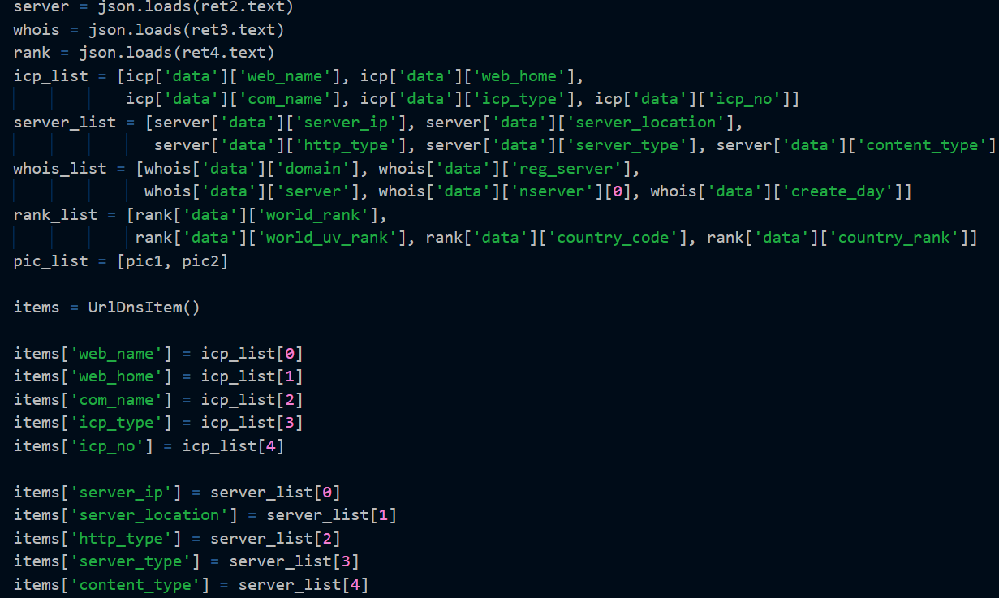 server = json.loads(ret2.text)
whois = json.loads(ret3.text)
rank = json.loads(ret4.text)
icp_list = [icp['data']['web_name'], icp['data']['web_home'],
            icp['data']['com_name'], icp['data']['icp_type'], icp['data']['icp_no']]
server_list = [server['data']['server_ip'], server['data']['server_location'],
               server['data']['http_type'], server['data']['server_type'], server['data']['content_type']
whois_list = [whois['data']['domain'], whois['data']['reg_server'],
              whois['data']['server'], whois['data']['nserver'][0], whois['data']['create_day']]
rank_list = [rank['data']['world_rank'],
             rank['data']['world_uv_rank'], rank['data']['country_code'], rank['data']['country_rank']]
pic_list = [pic1, pic2]

items = UrlDnsItem()

items['web_name'] = icp_list[0]
items['web_home'] = icp_list[1]
items['com_name'] = icp_list[2]
items['icp_type'] = icp_list[3]
items['icp_no'] = icp_list[4]

items['server_ip'] = server_list[0]
items['server_location'] = server_list[1]
items['http_type'] = server_list[2]
items['server_type'] = server_list[3]
items['content_type'] = server_list[4]